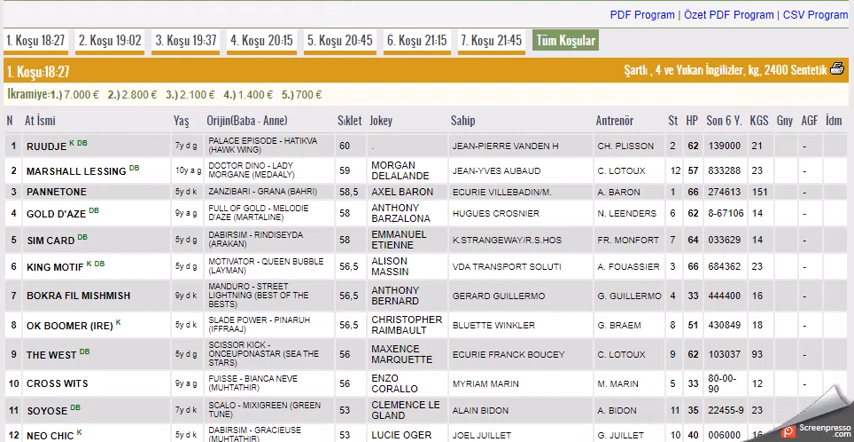 PDF Program | Özet PDF Program | CSV Program
1. Koşu 18:27 2. Koşu 19:02 3. Koşu 19:37 4. Koşu 20:15 5. Koşu 20:45 6. Koşu 21:15 7. Koşu 21:45 Tüm Koşular
1. Koşu:18:27 Şartlı , 4 ve Yukarı İngilizler, kg, 2400 Sentetik
İkramiye:1.) 7.000 € 2.) 2.800 € 3.) 2.100 € 4.) 1.400 € 5.) 700 €
N At İsmi Yaş Orijin(Baba - Anne) Sıklet Jokey Sahip Antrenör St HP Son 6 Y. KGS Gny AGF İdm
1 RUUDJE K DB 7y d g PALACE EPISODE - HATIKVA (HAWK WING) 60 . JEAN-PIERRE VANDEN H CH. PLISSON 2 62 139000 21 -
2 MARSHALL LESSING DB 10y a g DOCTOR DINO - LADY MORGANE (MEDAALY) 59 MORGAN DELALANDE JEAN-YVES AUBAUD C. LOTOUX 12 57 833288 23 -
3 PANNETONE 5y d k ZANZIBARI - GRANA (BAHRI) 58,5 AXEL BARON ECURIE VILLEBADIN/M. A. BARON 1 66 274613 151 -
4 GOLD D'AZE DB 9y a g FULL OF GOLD - MELODIE D'AZE (MARTALINE) 58 ANTHONY BARZALONA HUGUES CROSNIER N. LEENDERS 6 62 8-67106 14 -
5 SIM CARD DB 5y d g DABIRSIM - RINDISEYDA (ARAKAN) 58 EMMANUEL ETIENNE K.STRANGEWAY/R.S.HOS FR. MONFORT 7 64 033629 14 -
6 KING MOTIF K DB 5y d g MOTIVATOR - QUEEN BUBBLE (LAYMAN) 56,5 ALISON MASSIN VDA TRANSPORT SOLUTI A. FOUASSIER 3 66 684362 23 -
7 BOKRA FIL MISHMISH 9y d g MANDURO - STREET LIGHTNING (BEST OF THE BESTS) 56,5 ANTHONY BERNARD GERARD GUILLERMO G. GUILLERMO 4 33 444400 16 -
8 OK BOOMER (IRE) K 5y d k SLADE POWER - PINARUH (IFFRAAJ) 56,5 CHRISTOPHER RAIMBAULT BLUETTE WINKLER G. BRAEM 8 51 430849 18 -
9 THE WEST DB 5y d g SCISSOR KICK - ONCEUPONASTAR (SEA THE STARS) 56 MAXENCE MARQUETTE ECURIE FRANCK BOUCEY C. LOTOUX 9 62 103037 93 -
10 CROSS WITS 9y a g FUISSE - BIANCA NEVE (MUHTATHIR) 56 ENZO CORALLO MYRIAM MARIN M. MARIN 5 33 80-00-90 12 -
11 SOYOSE DB 7y d k SCALO - MIXIGREEN (GREEN TUNE) 53 CLEMENCE LE GLAND ALAIN BIDON A. BIDON 11 35 22455-9 23 -
12 NEO CHIC K 5y d k DABIRSIM - GRACIEUSE (MUHTATHIR) 53 LUCIE OGER JOEL JUILLET F. JUILLET 10 40 006000 16
Screenpresso.com